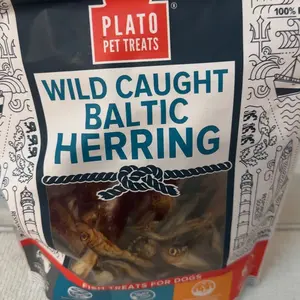 PLATO
PET TREATS
100%
WILD CAUGHT
BALTIC
HERRING
FISH TREATS FOR DOGS